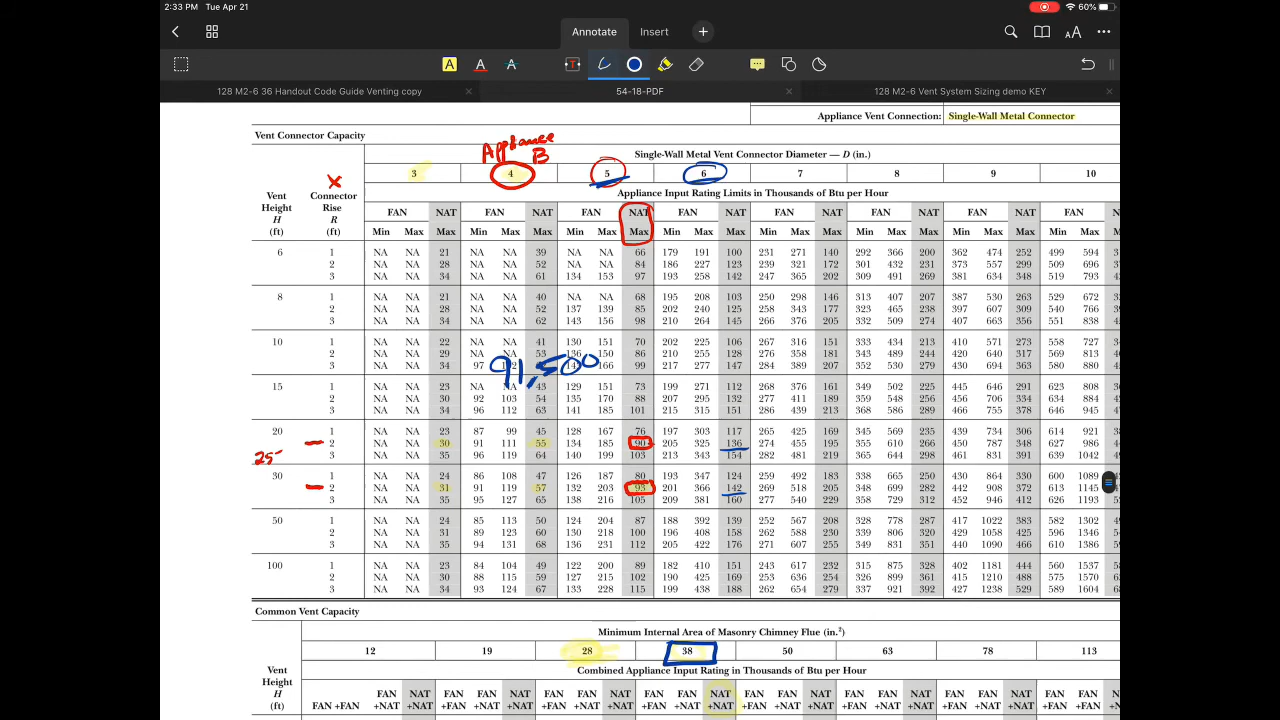 2:33 PM Tue Apr 21 60%
Annotate Insert
128 M2-6 36 Handout Code Guide Venting copy 54-18-PDF 128 M2-6 Vent System Sizing demo KEY
Appliance Vent Connection: Single-Wall Metal Connector
Vent Connector Capacity
Appliance B
Single-Wall Metal Vent Connector Diameter — D (in.)
3 4 5 6 7 8 9 10
X
Vent Height H (ft) Connector Rise R (ft)
Appliance Input Rating Limits in Thousands of Btu per Hour
FAN NAT FAN NAT FAN NAT FAN NAT FAN NAT FAN NAT FAN NAT FAN
Min Max Max Min Max Max Min Max Max Min Max Max Min Max Max Min Max Max Min Max Max Min Max
6 1 NA NA 21 NA NA 39 NA NA 66 179 191 100 231 271 140 292 366 200 362 474 252 499 594
2 NA NA 28 NA NA 52 NA NA 84 186 227 123 239 321 172 301 432 231 373 557 299 509 696
3 NA NA 34 NA NA 61 134 153 97 193 258 142 247 365 202 309 491 269 381 634 348 519 793
8 1 NA NA 21 NA NA 40 NA NA 68 195 208 103 250 298 146 313 407 207 387 530 263 529 672
2 NA NA 28 NA NA 52 137 139 85 202 240 125 258 343 177 323 465 238 397 607 309 540 766
3 NA NA 34 NA NA 62 143 156 98 210 264 145 266 376 205 332 509 274 407 663 356 551 838
10 1 NA NA 22 NA NA 41 130 151 70 202 225 106 267 316 151 333 434 213 410 571 273 558 727
2 NA NA 29 NA NA 53 136 150 86 210 255 128 276 358 181 343 489 244 420 640 317 569 813
3 NA NA 34 97 166 99 217 277 147 284 389 207 354 530 279 430 694 363 580 880
91,500
15 1 NA NA 23 NA NA 43 129 151 73 199 271 112 268 376 161 349 502 225 445 646 291 623 808
2 NA NA 30 92 103 54 135 170 88 207 295 132 277 411 189 359 548 256 456 706 334 634 884
3 NA NA 34 96 112 63 141 185 101 215 315 151 286 439 213 368 586 289 466 755 378 646 945
20 1 NA NA 23 87 99 45 128 167 76 197 303 117 265 425 169 345 569 235 439 734 306 614 921
2 NA NA 30 91 111 55 134 185 90 205 325 136 274 455 195 355 610 266 450 787 348 627 986
3 NA NA 35 96 119 64 140 199 103 215 343 154 282 481 219 365 644 298 461 831 391 639 1042
25'
30 1 NA NA 24 86 108 47 126 187 80 193 347 124 259 492 183 338 665 250 430 864 330 600 1089
2 NA NA 31 91 119 57 132 203 93 201 366 142 269 518 205 348 699 282 442 908 372 613 1145
3 NA NA 35 95 127 65 138 216 105 209 381 160 277 540 229 358 729 312 452 946 412 626 1193
50 1 NA NA 24 85 113 50 124 204 87 188 392 139 252 567 208 328 778 287 417 1022 383 582 1302
2 NA NA 31 89 123 60 130 218 100 196 408 158 262 588 230 339 806 320 429 1058 425 596 1346
3 NA NA 35 94 131 68 136 231 112 205 422 176 271 607 255 349 831 351 440 1090 466 610 1386
100 1 NA NA 23 84 104 49 122 200 89 182 410 151 243 617 232 315 875 328 402 1181 444 560 1537
2 NA NA 30 88 115 59 127 215 102 190 425 169 253 636 254 326 899 361 415 1210 488 575 1570
3 NA NA 34 93 124 67 133 228 115 199 438 188 262 654 279 337 921 392 427 1238 529 589 1604
Common Vent Capacity
Minimum Internal Area of Masonry Chimney Flue (in.²)
12 19 28 38 50 63 78 113
Vent Height H (ft)
Combined Appliance Input Rating in Thousands of Btu per Hour
FAN NAT FAN NAT FAN NAT FAN NAT FAN NAT FAN NAT FAN NAT FAN
FAN +FAN +NAT +NAT +FAN +NAT +NAT +FAN +NAT +NAT +FAN +NAT +NAT +FAN +NAT +NAT +FAN +NAT +NAT +FAN +NAT +NAT +FAN +NAT